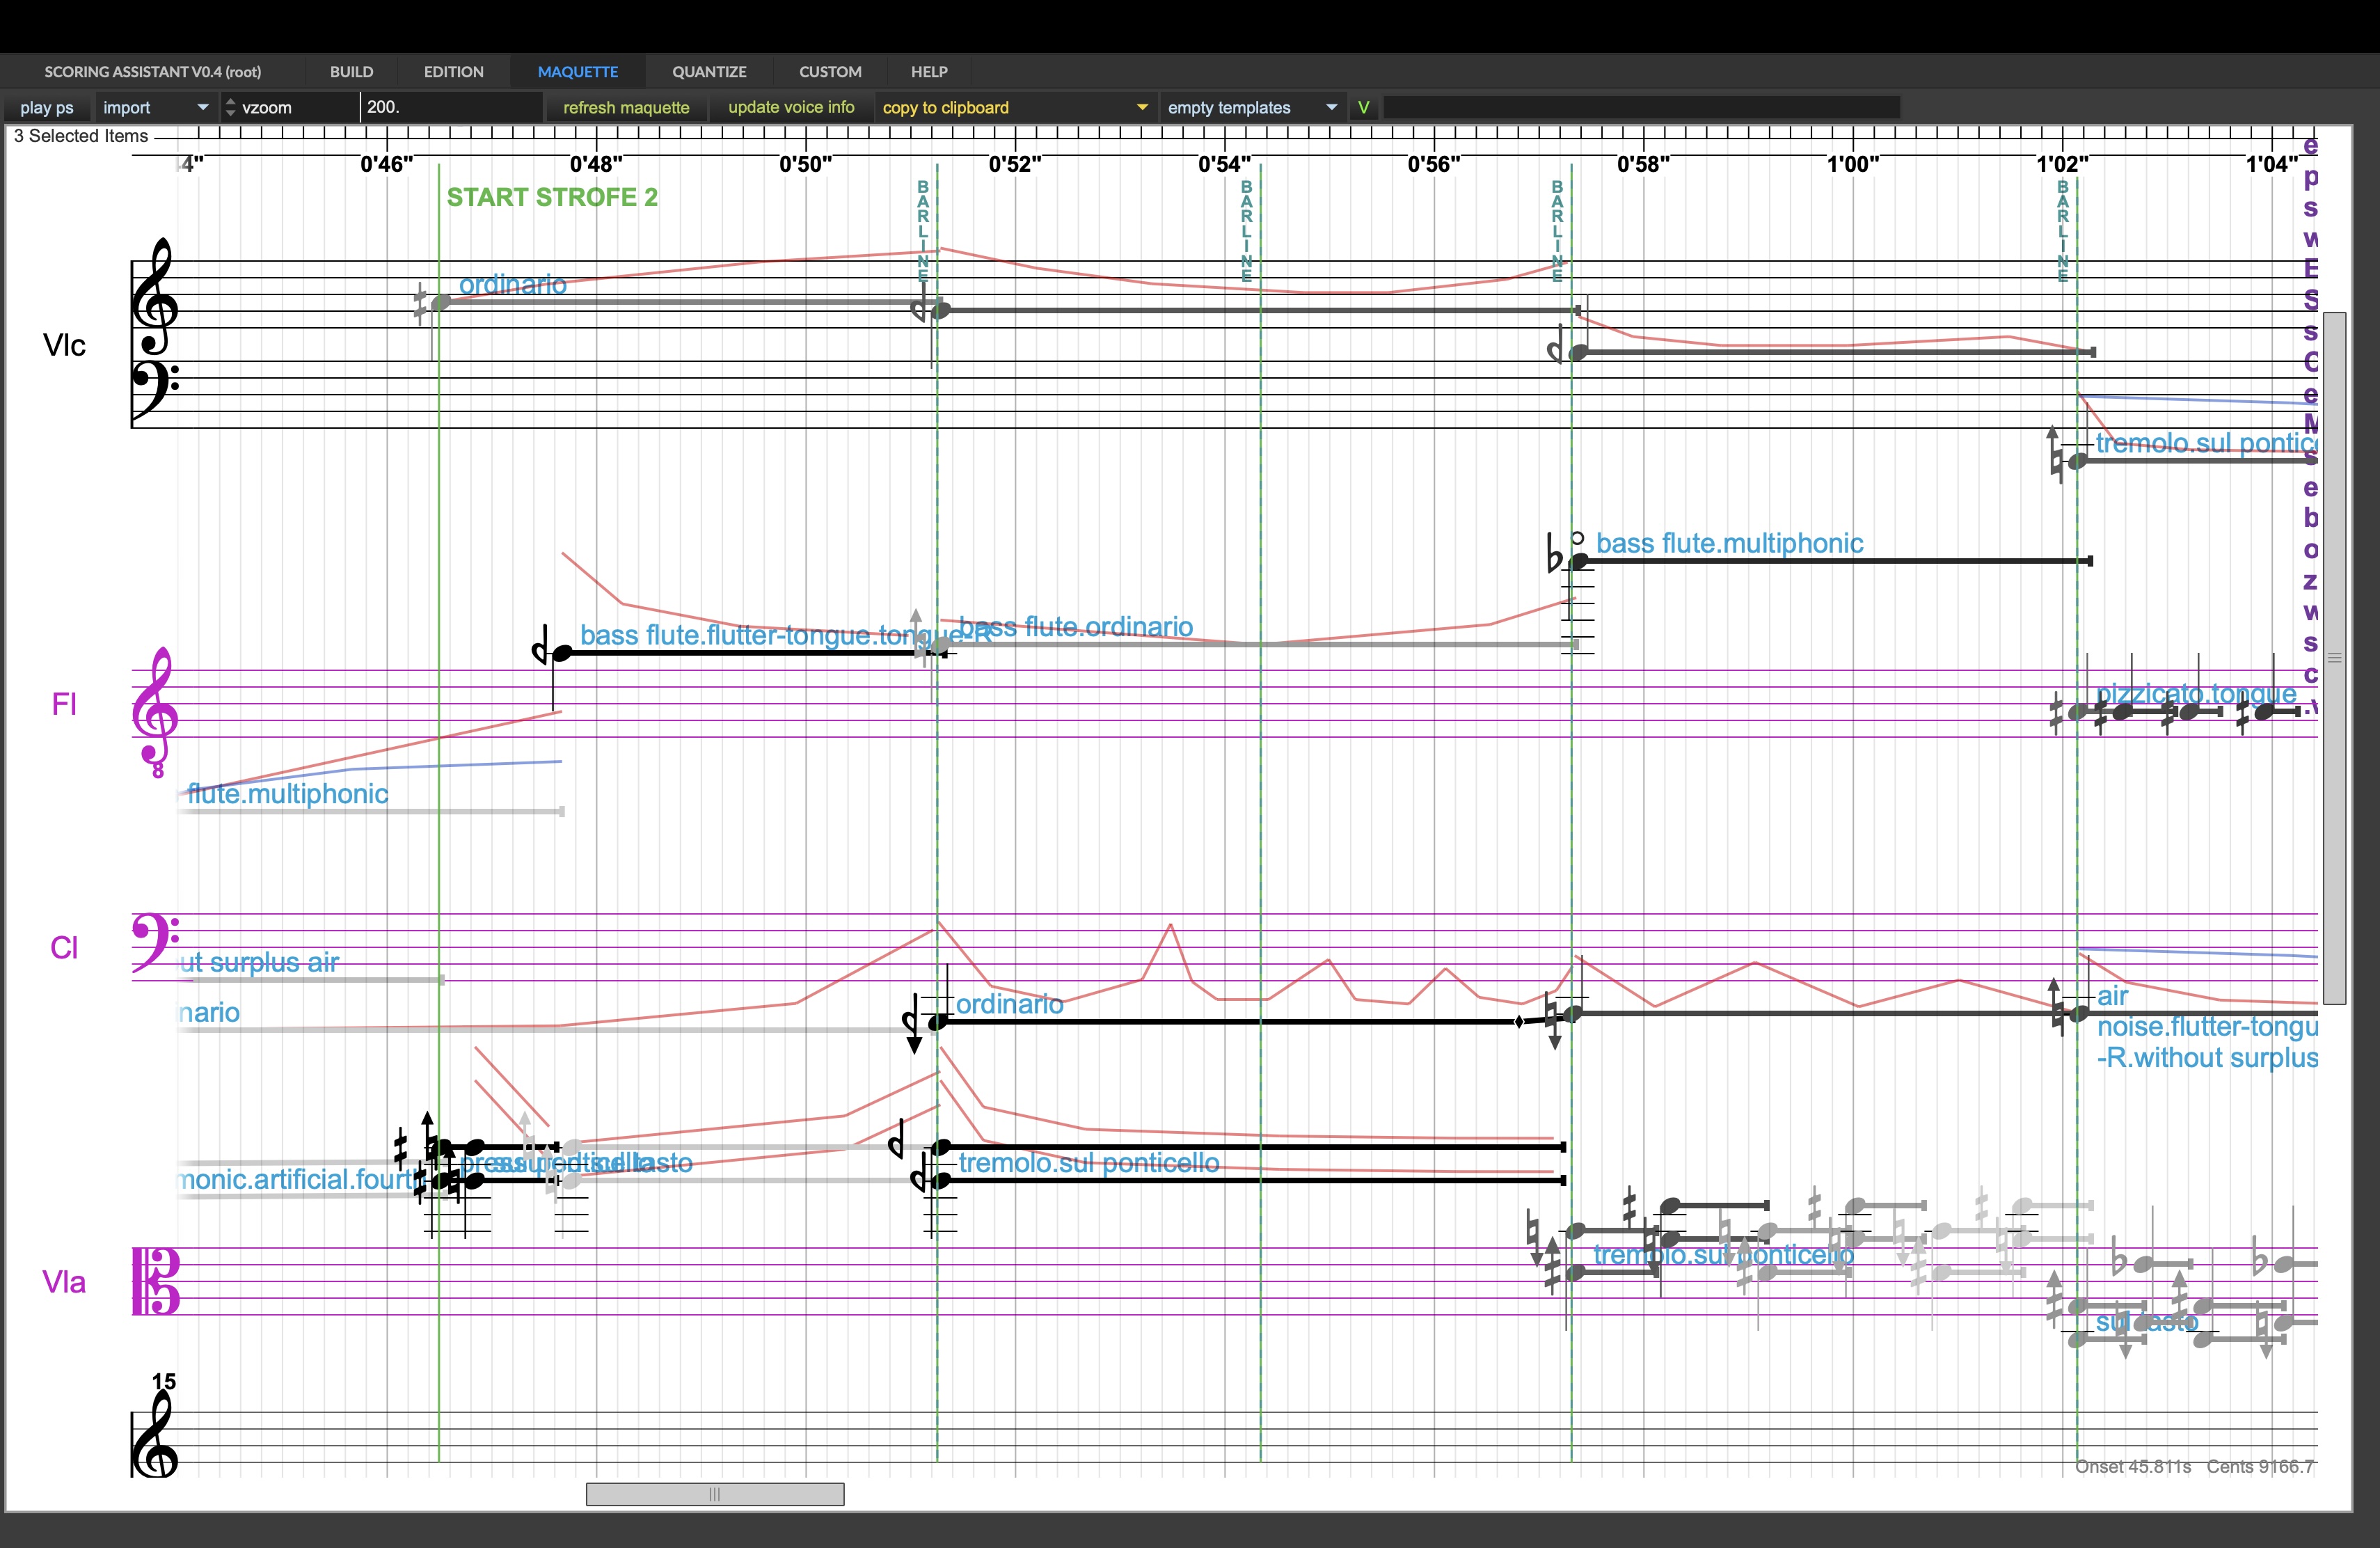 SCORING ASSISTANT V0.4 (root) BUILD EDITION MAQUETTE QUANTIZE CUSTOM HELP
play ps import vzoom 200. refresh maquette update voice info copy to clipboard empty templates V
3 Selected Items
4" 0'46" 0'48" 0'50" 0'52" 0'54" 0'56" 0'58" 1'00" 1'02" 1'04"
START STROFE 2
BARLINE BARLINE BARLINE BARLINE
ordinario
Vlc
tremolo.sul pontic
bass flute.multiphonic
bass flute.flutter-tongue.tongue-R bass flute.ordinario
Fl
pizzicato.tongue
8
flute.multiphonic
Cl
ut surplus air
nario
ordinario
air
noise.flutter-tongu
-R.without surplus
tremolo.sul ponticello
monic.artificial.fourt
tremolo.sul ponticello
Vla
sul tasto
15
Onset 45.811s Cents 9166.7
e
p
s
w
E
S
s
C
e
M
s
e
b
o
z
w
s
c
.v